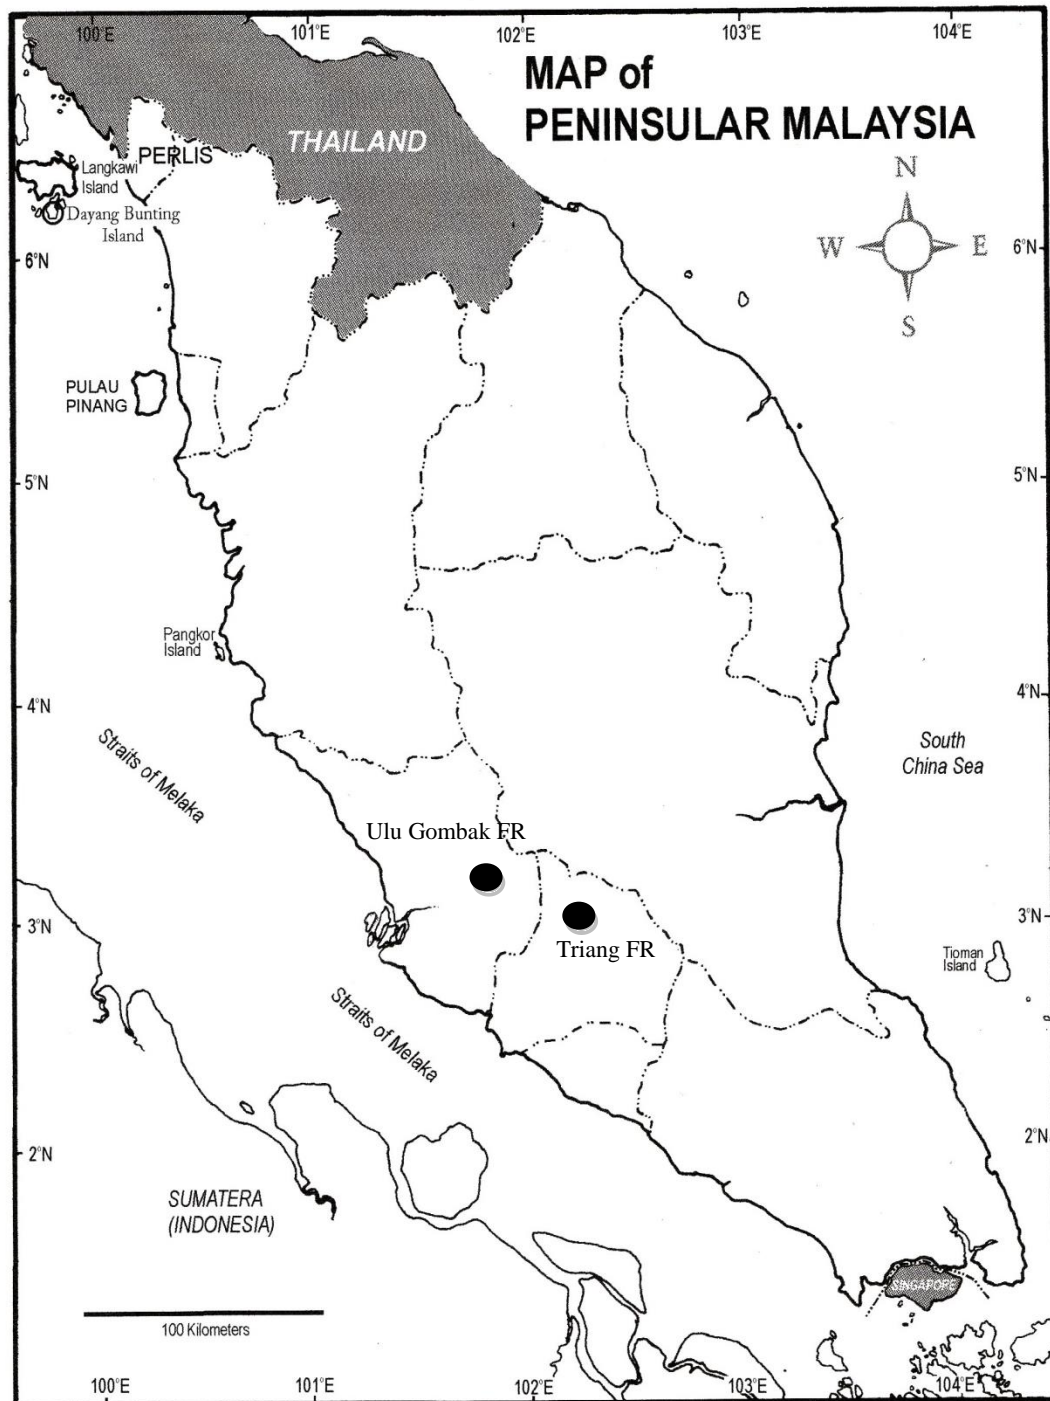 100°E
101°E
102°E
103°E
104°E
MAP of
PENINSULAR MALAYSIA
THAILAND
PERLIS
Langkawi
Island
Dayang Bunting
Island
N
W
E
S
6°N
6°N
PULAU
PINANG
5°N
5°N
Pangkor
Island
4°N
4°N
Straits of Melaka
South
China Sea
Ulu Gombak FR
3°N
3°N
Triang FR
Tioman
Island
Straits of Melaka
2°N
2°N
SUMATERA
(INDONESIA)
SINGAPORE
100 Kilometers
100°E
101°E
102°E
103°E
104°E